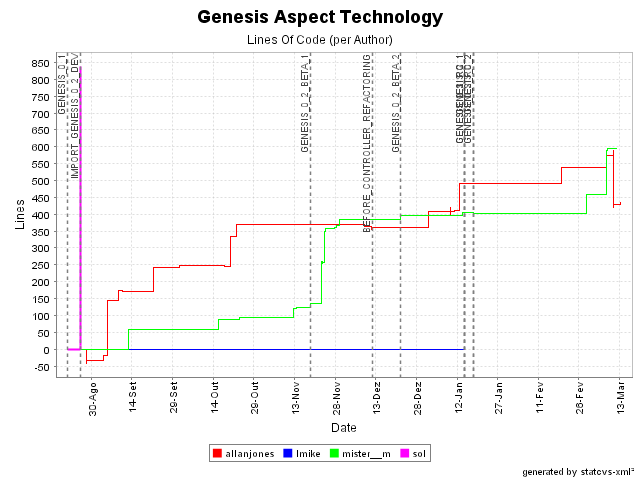 Genesis Aspect Technology
Lines Of Code (per Author)
GENESIS_0_1
IMPORT_GENESIS_0_2_DEV
GENESIS_0_2_BETA_1
BEFORE_CONTROLLER_REFACTORING
GENESIS_0_2_BETA_2
Lines
850
800
750
700
650
600
550
500
450
400
350
300
250
200
150
100
50
0
-50
30-Ago
14-Set
29-Set
14-Out
29-Out
13-Nov
28-Nov
13-Dez
28-Dez
12-Jan
27-Jan
11-Fev
26-Fev
13-Mar
Date
allanjones
lmike
mister__m
sol
generated by statcvs-xml²